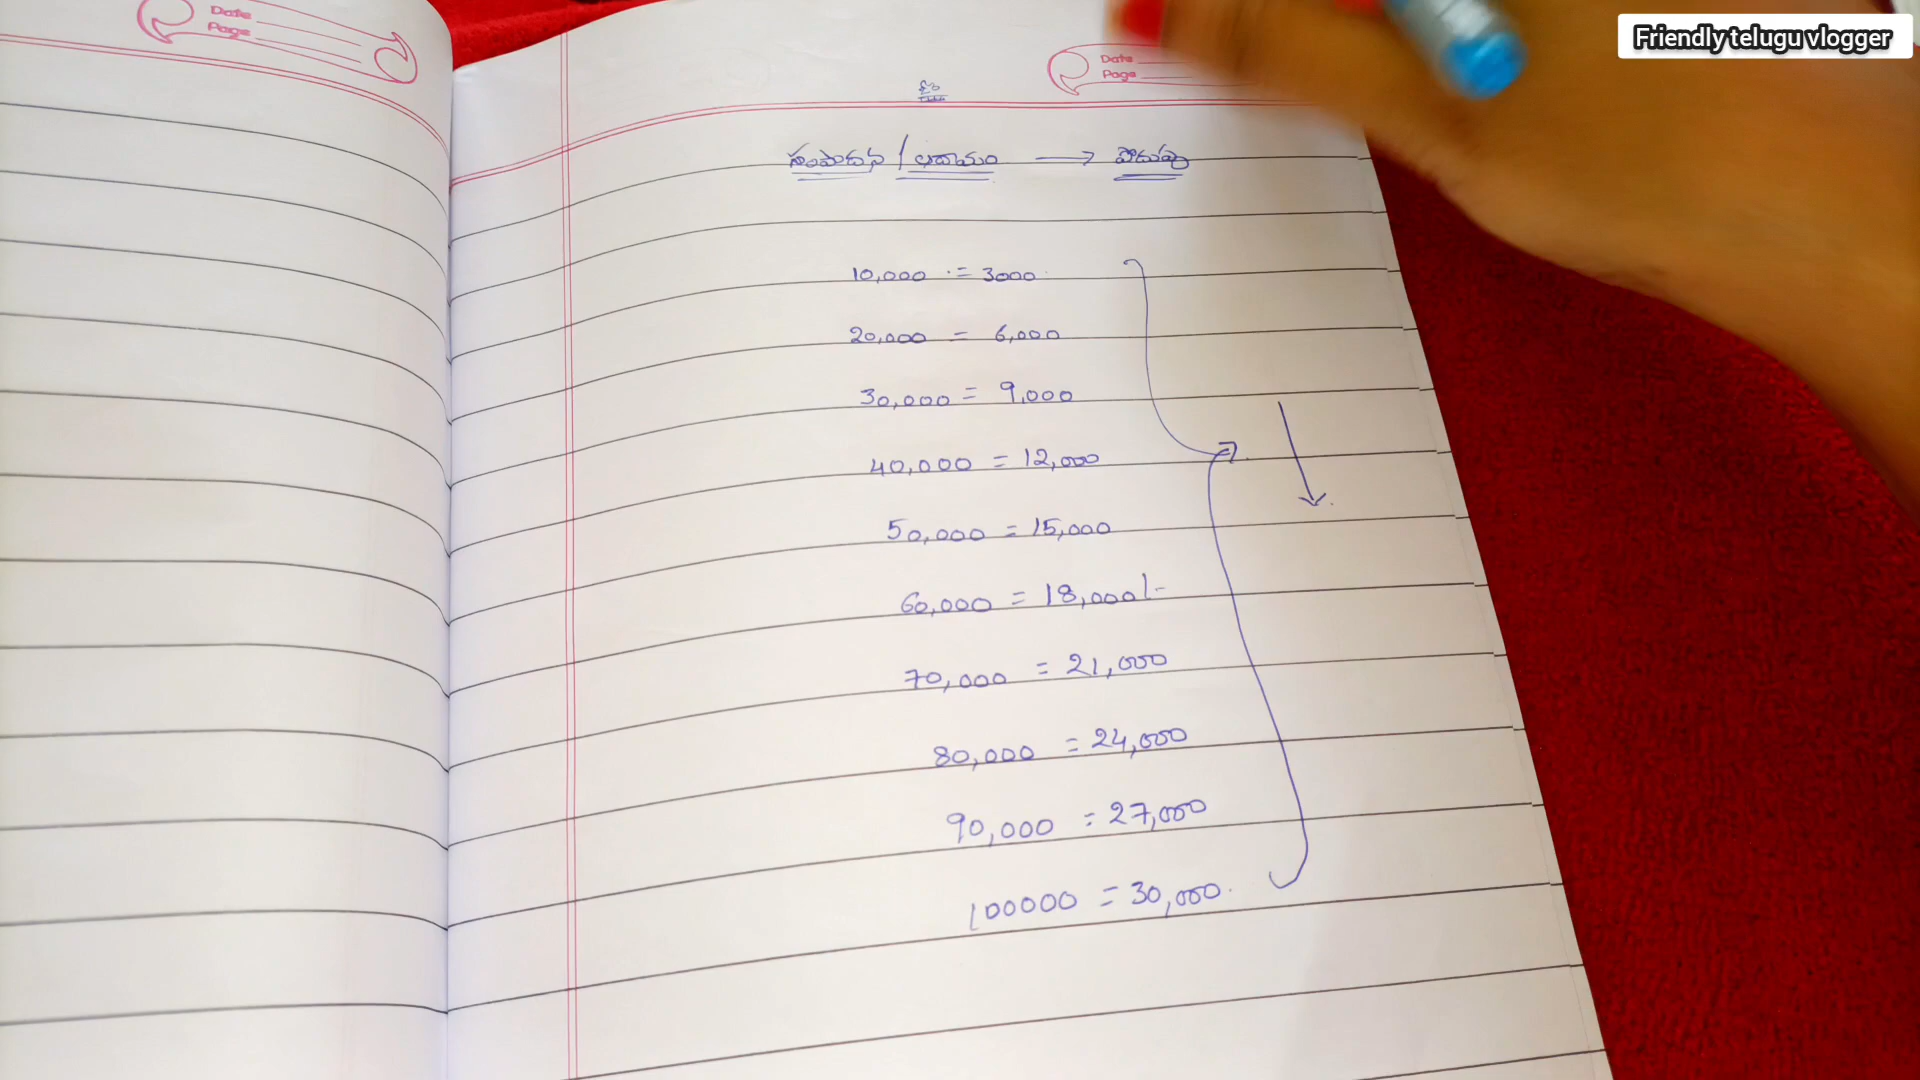 Friendly telugu vlogger
Date
Page
Date
Page
సంపాదన / ఆదాయం → పొదుపు
10,000 = 3000
20,000 = 6,000
30,000 = 9,000
40,000 = 12,000
50,000 = 15,000
60,000 = 18,000/-
70,000 = 21,000
80,000 = 24,000
90,000 = 27,000
100000 = 30,000.